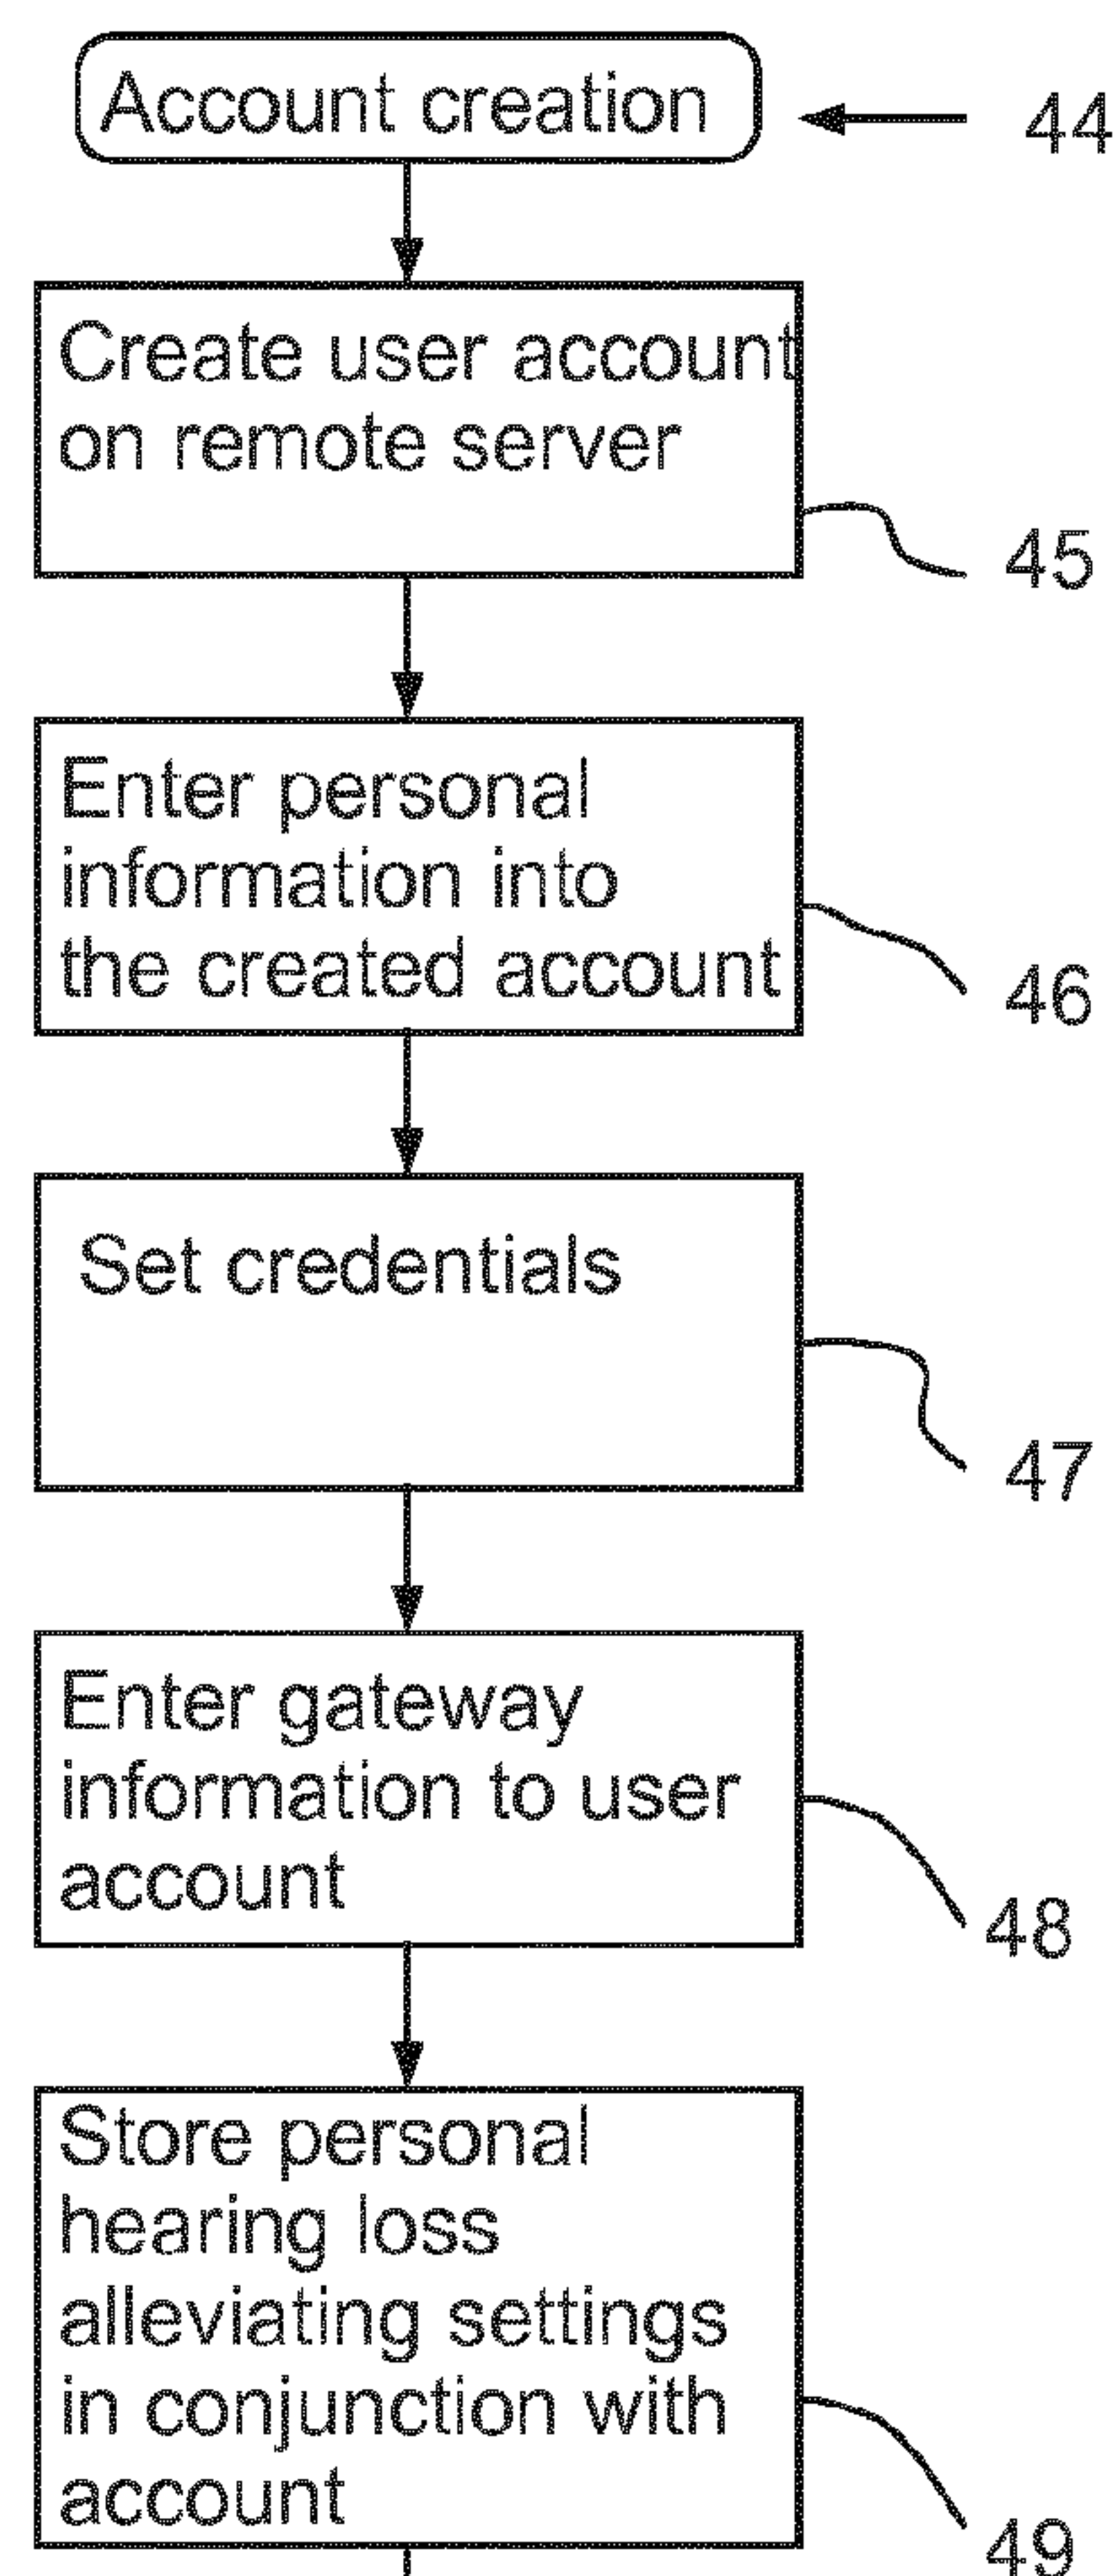 Account creation
44
Create user account
on remote server
45
Enter personal
information into
the created account
46
Set credentials
47
Enter gateway
information to user
account
48
Store personal
hearing loss
alleviating settings
in conjunction with
account
49